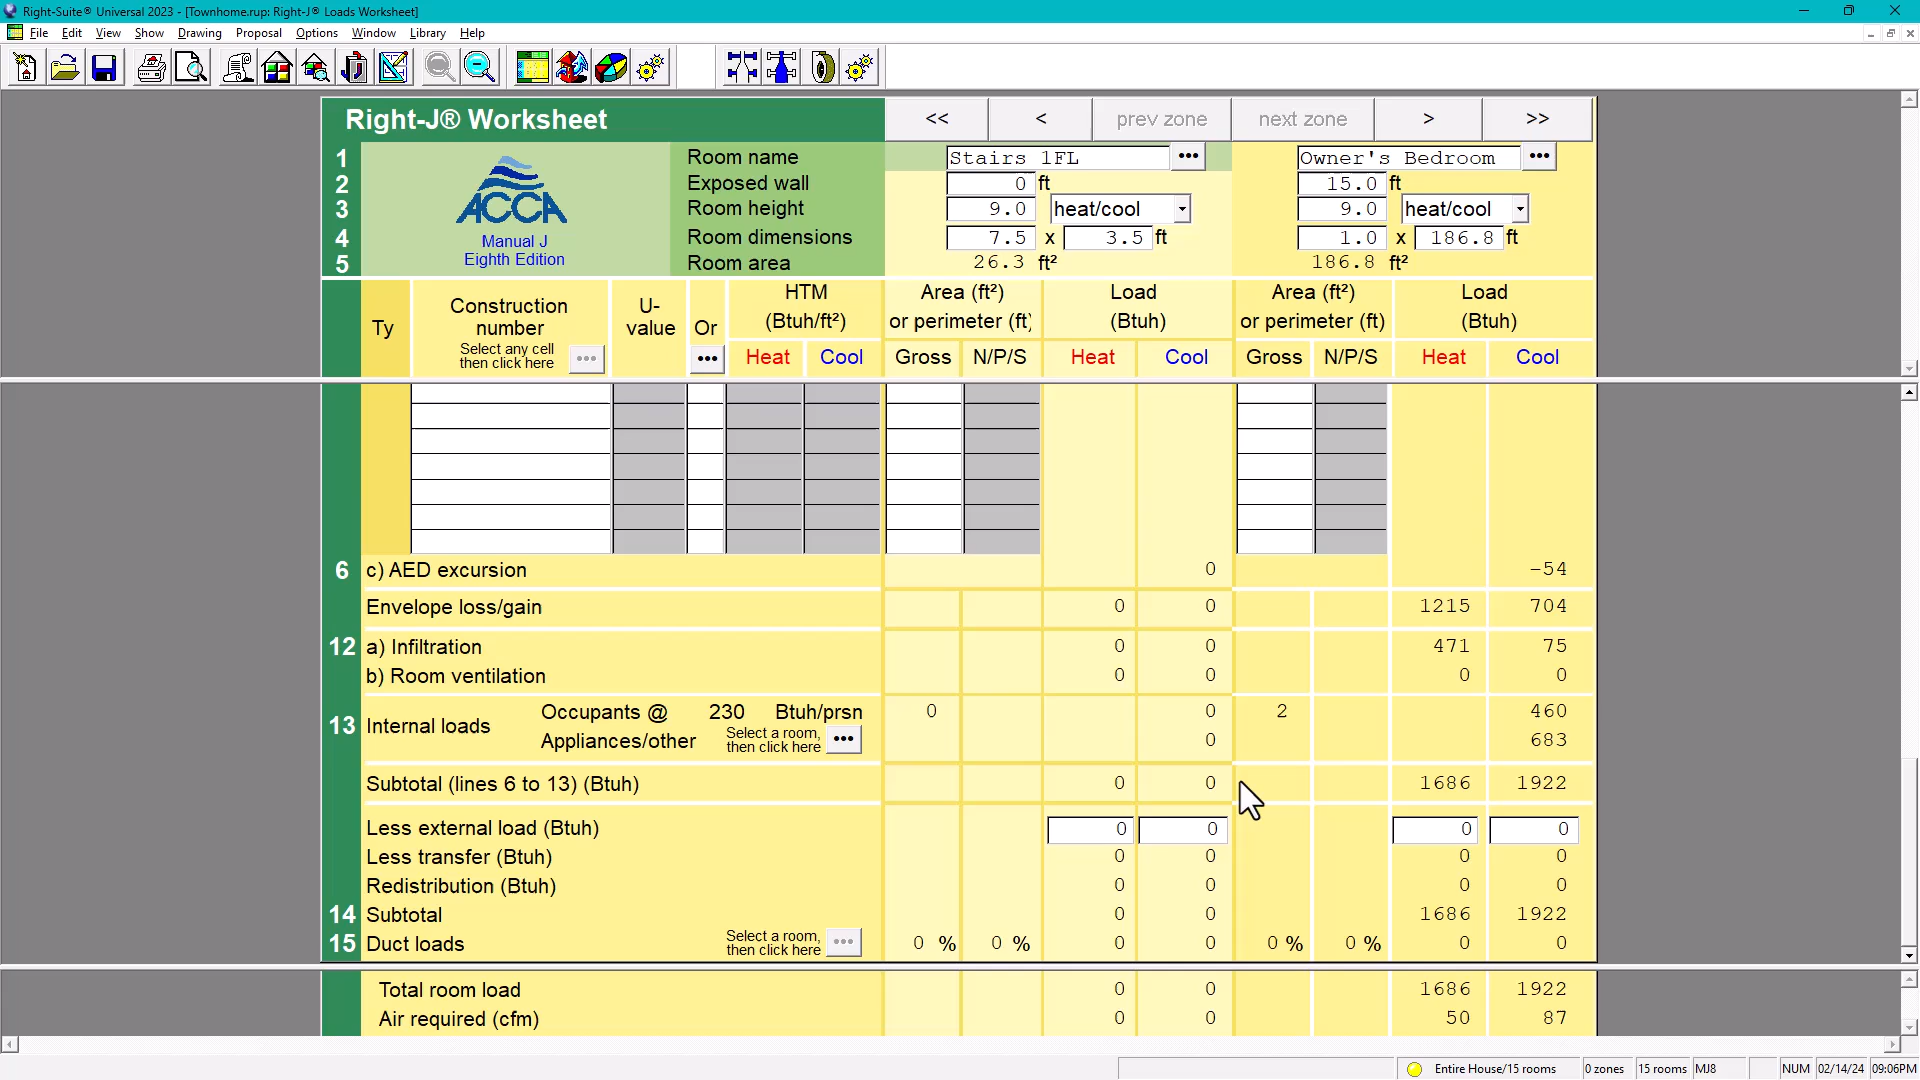 Right-Suite® Universal 2023 - [Townhome.rup: Right-J® Loads Worksheet]
File Edit View Show Drawing Proposal Options Window Library Help
Right-J® Worksheet << < prev zone next zone > >>
1 Room name Stairs 1FL ••• Owner's Bedroom •••
2 Exposed wall 0 ft 15.0 ft
3 Room height 9.0 heat/cool 9.0 heat/cool
4 Room dimensions 7.5 x 3.5 ft 1.0 x 186.8 ft
5 Room area 26.3 ft² 186.8 ft²
ACCA
Manual J
Eighth Edition
Ty Construction number U-value Or HTM (Btuh/ft²) Area (ft²) or perimeter (ft) Load (Btuh) Area (ft²) or perimeter (ft) Load (Btuh)
Select any cell
then click here ••• ••• Heat Cool Gross N/P/S Heat Cool Gross N/P/S Heat Cool
6 c) AED excursion 0 -54
Envelope loss/gain 0 0 1215 704
12 a) Infiltration 0 0 471 75
b) Room ventilation 0 0 0 0
13 Internal loads Occupants @ 230 Btuh/prsn 0 0 2 460
Appliances/other Select a room, then click here ••• 0 683
Subtotal (lines 6 to 13) (Btuh) 0 0 1686 1922
Less external load (Btuh) 0 0 0 0
Less transfer (Btuh) 0 0 0 0
Redistribution (Btuh) 0 0 0 0
14 Subtotal 0 0 1686 1922
15 Duct loads Select a room, then click here ••• 0 % 0 % 0 0 0 % 0 % 0 0
Total room load 0 0 1686 1922
Air required (cfm) 0 0 50 87
Entire House/15 rooms 0 zones 15 rooms MJ8 NUM 02/14/24 09:06PM